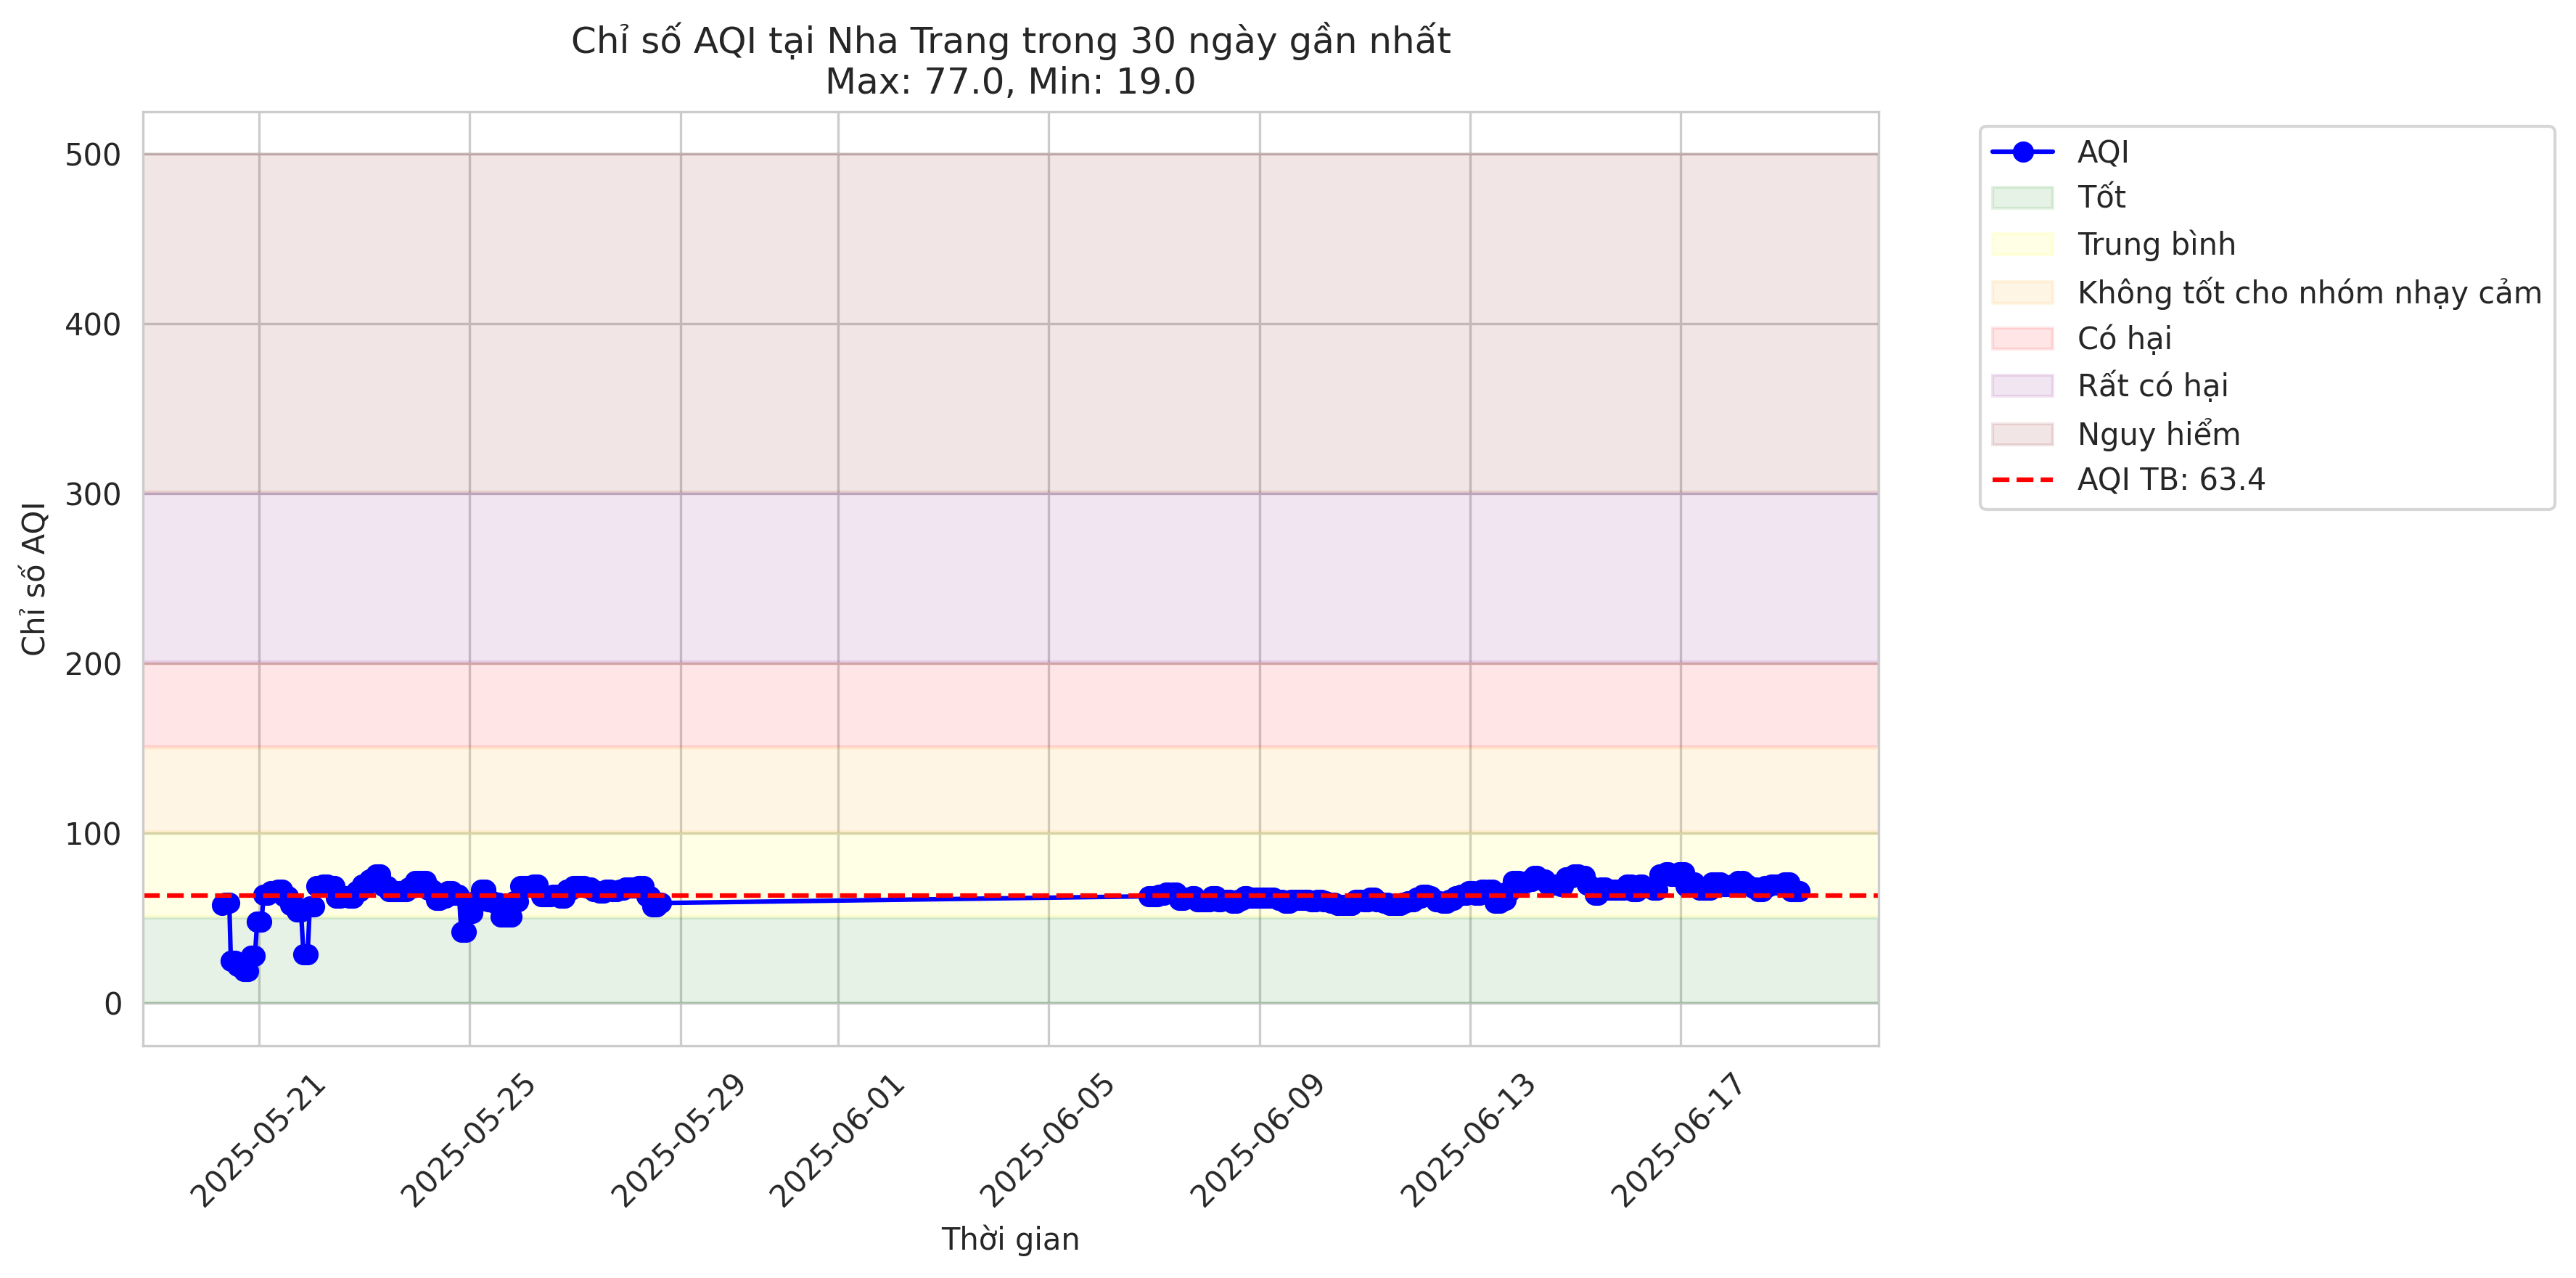 Chỉ số AQI tại Nha Trang trong 30 ngày gần nhất
Max: 77.0, Min: 19.0
Chỉ số AQI
500
400
300
200
100
0
2025-05-21
2025-05-25
2025-05-29
2025-06-01
2025-06-05
2025-06-09
2025-06-13
2025-06-17
Thời gian
AQI
Tốt
Trung bình
Không tốt cho nhóm nhạy cảm
Có hại
Rất có hại
Nguy hiểm
AQI TB: 63.4